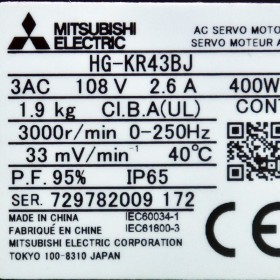 MITSUBISHI
ELECTRIC
AC SERVO MOTO
SERVO MOTEUR A
HG-KR43BJ
3AC 108 V 2.6 A 400W
1.9 kg Cl.B.A(UL) CON
3000r/min 0-250Hz
33 mV/min⁻¹ 40°C
P.F. 95% IP65
SER. 729782009 172
MADE IN CHINA IEC60034-1
FABRIQUÉ EN CHINE IEC61800-3
MITSUBISHI ELECTRIC CORPORATION
TOKYO 100-8310 JAPAN